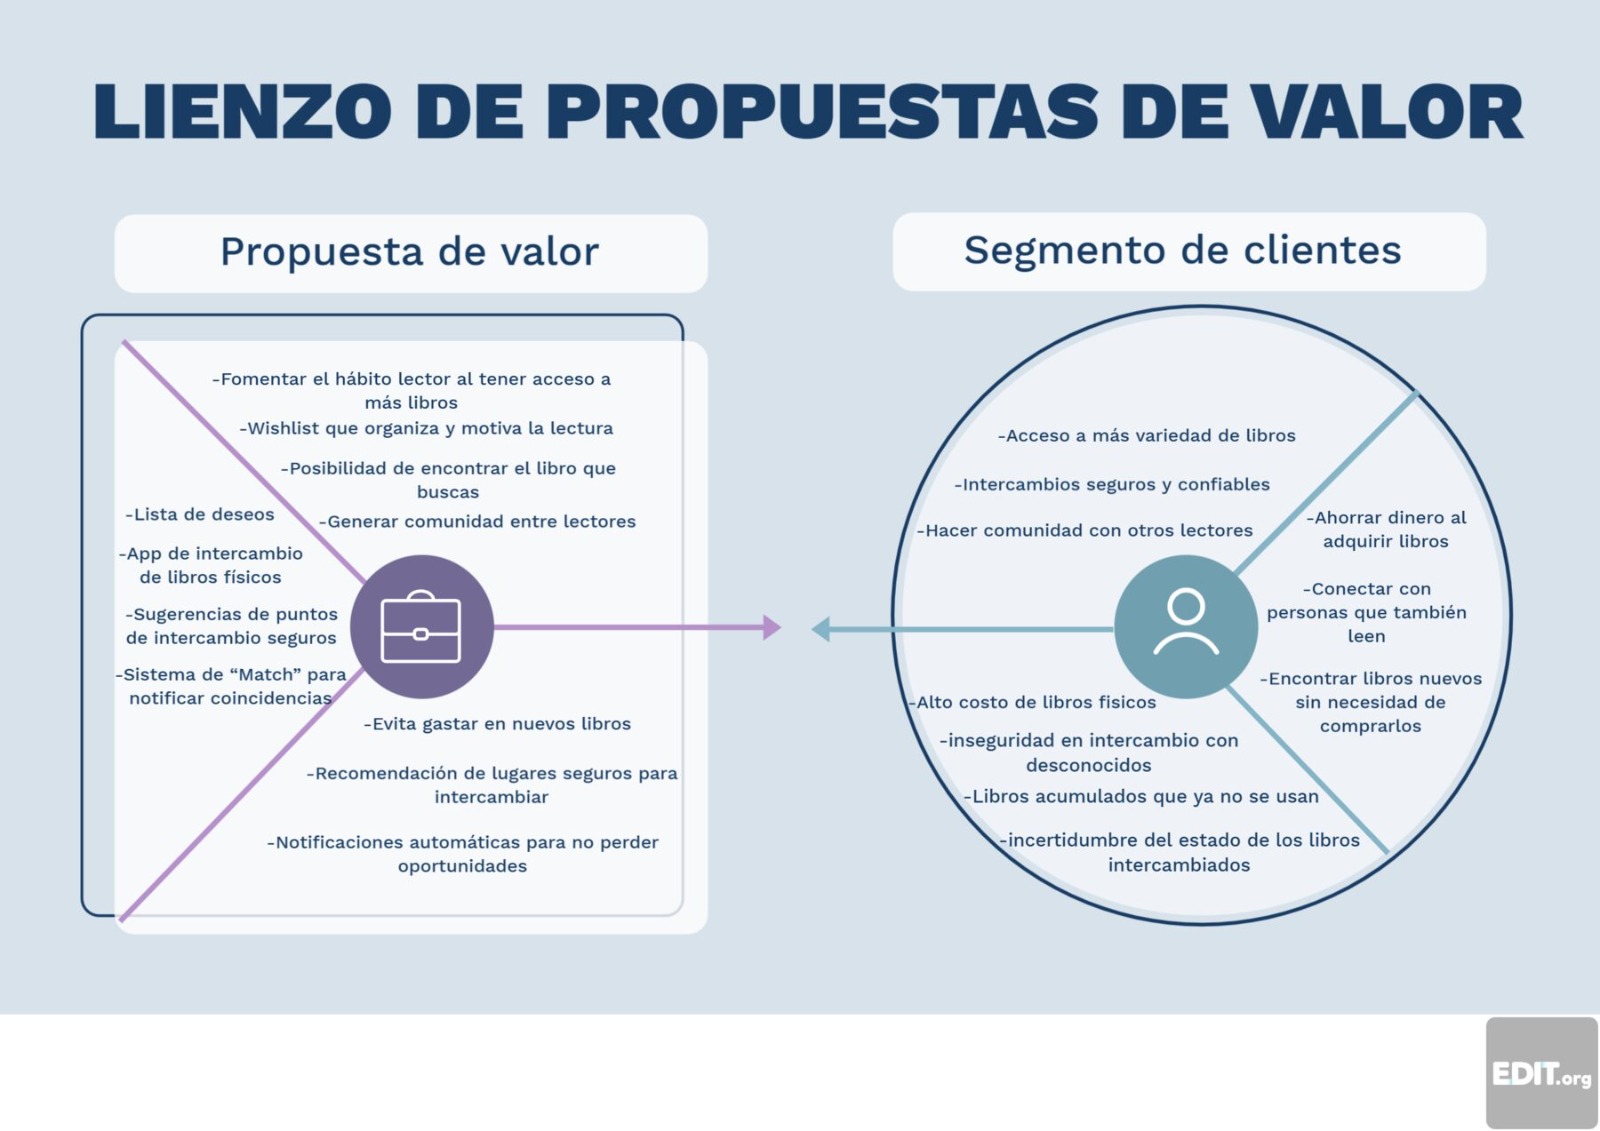 LIENZO DE PROPUESTAS DE VALOR
Propuesta de valor
-Fomentar el hábito lector al tener acceso a
más libros
-Wishlist que organiza y motiva la lectura
-Posibilidad de encontrar el libro que
buscas
-Generar comunidad entre lectores
-Lista de deseos
-App de intercambio
de libros físicos
-Sugerencias de puntos
de intercambio seguros
-Sistema de “Match” para
notificar coincidencias
-Evita gastar en nuevos libros
-Recomendación de lugares seguros para
intercambiar
-Notificaciones automáticas para no perder
oportunidades
Segmento de clientes
-Acceso a más variedad de libros
-Intercambios seguros y confiables
-Hacer comunidad con otros lectores
-Ahorrar dinero al
adquirir libros
-Conectar con
personas que también
leen
-Encontrar libros nuevos
sin necesidad de
comprarlos
-Alto costo de libros fisicos
-inseguridad en intercambio con
desconocidos
-Libros acumulados que ya no se usan
-incertidumbre del estado de los libros
intercambiados
EDIT.org